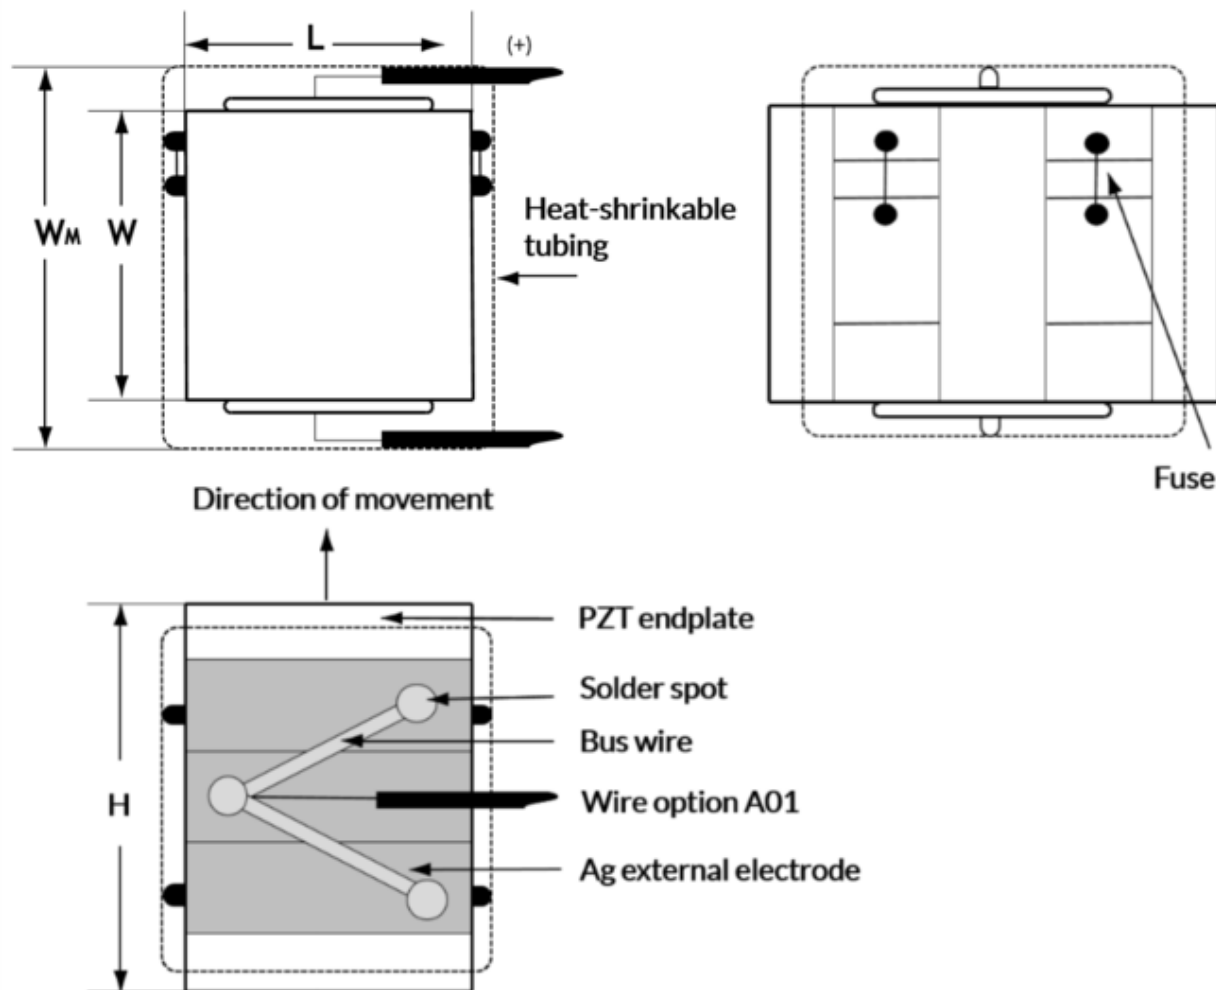 L
(+)
WM
W
Heat-shrinkable
tubing
Fuse
Direction of movement
PZT endplate
Solder spot
Bus wire
H
Wire option A01
Ag external electrode